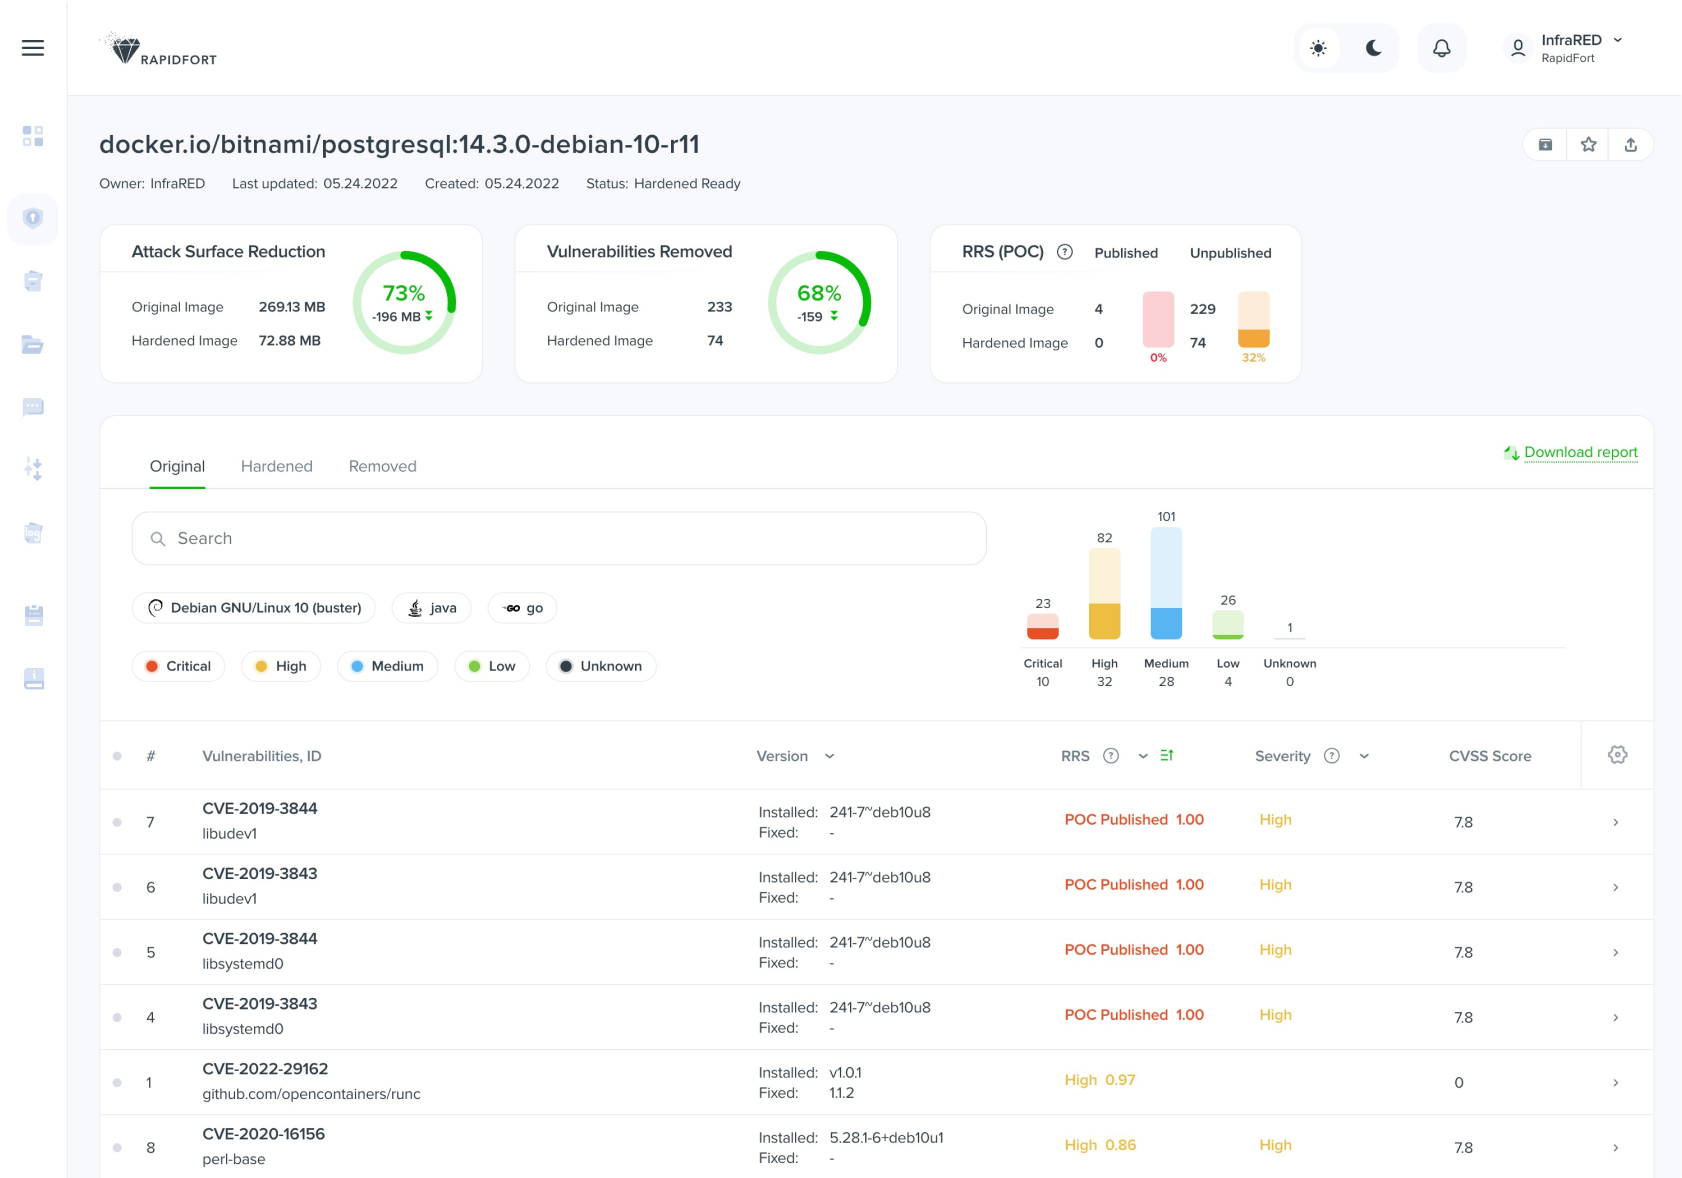 RAPIDFORT
InfraRED
RapidFort
docker.io/bitnami/postgresql:14.3.0-debian-10-r11
Owner: InfraRED Last updated: 05.24.2022 Created: 05.24.2022 Status: Hardened Ready
Attack Surface Reduction
Original Image 269.13 MB
Hardened Image 72.88 MB
73%
-196 MB
Vulnerabilities Removed
Original Image 233
Hardened Image 74
68%
-159
RRS (POC) ? Published Unpublished
Original Image 4 229
Hardened Image 0 74
0% 32%
Original Hardened Removed
Download report
Search
Debian GNU/Linux 10 (buster) java GO go
Critical High Medium Low Unknown
23 82 101 26 1
Critical High Medium Low Unknown
10 32 28 4 0
log
# Vulnerabilities, ID Version RRS ? Severity ? CVSS Score
7 CVE-2019-3844 Installed: 241-7~deb10u8 POC Published 1.00 High 7.8
libudev1 Fixed: -
6 CVE-2019-3843 Installed: 241-7~deb10u8 POC Published 1.00 High 7.8
libudev1 Fixed: -
5 CVE-2019-3844 Installed: 241-7~deb10u8 POC Published 1.00 High 7.8
libsystemd0 Fixed: -
4 CVE-2019-3843 Installed: 241-7~deb10u8 POC Published 1.00 High 7.8
libsystemd0 Fixed: -
1 CVE-2022-29162 Installed: v1.0.1 High 0.97 0
github.com/opencontainers/runc Fixed: 1.1.2
8 CVE-2020-16156 Installed: 5.28.1-6+deb10u1 High 0.86 High 7.8
perl-base Fixed: -